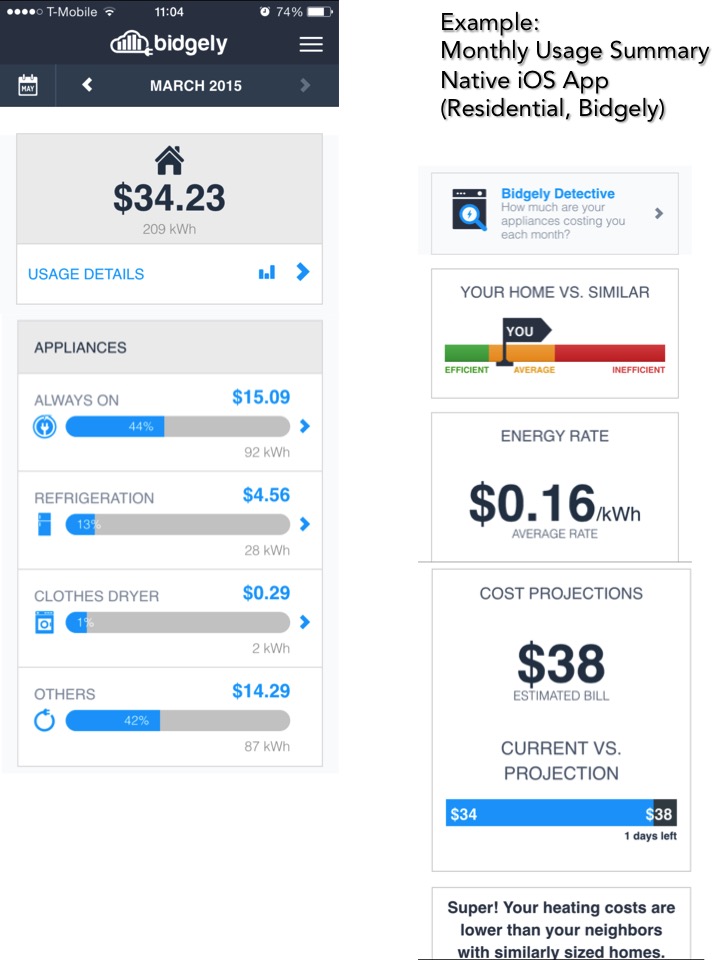 T-Mobile 11:04 74%
bidgely
MAY
MARCH 2015
$34.23
209 kWh
USAGE DETAILS
APPLIANCES
ALWAYS ON $15.09
44%
92 kWh
REFRIGERATION $4.56
13%
28 kWh
CLOTHES DRYER $0.29
1%
2 kWh
OTHERS $14.29
42%
87 kWh
Example:
Monthly Usage Summary
Native iOS App
(Residential, Bidgely)
Bidgely Detective
How much are your
appliances costing you
each month?
YOUR HOME VS. SIMILAR
YOU
EFFICIENT AVERAGE INEFFICIENT
ENERGY RATE
$0.16/kWh
AVERAGE RATE
COST PROJECTIONS
$38
ESTIMATED BILL
CURRENT VS.
PROJECTION
$34 $38
1 days left
Super! Your heating costs are
lower than your neighbors
with similarly sized homes.